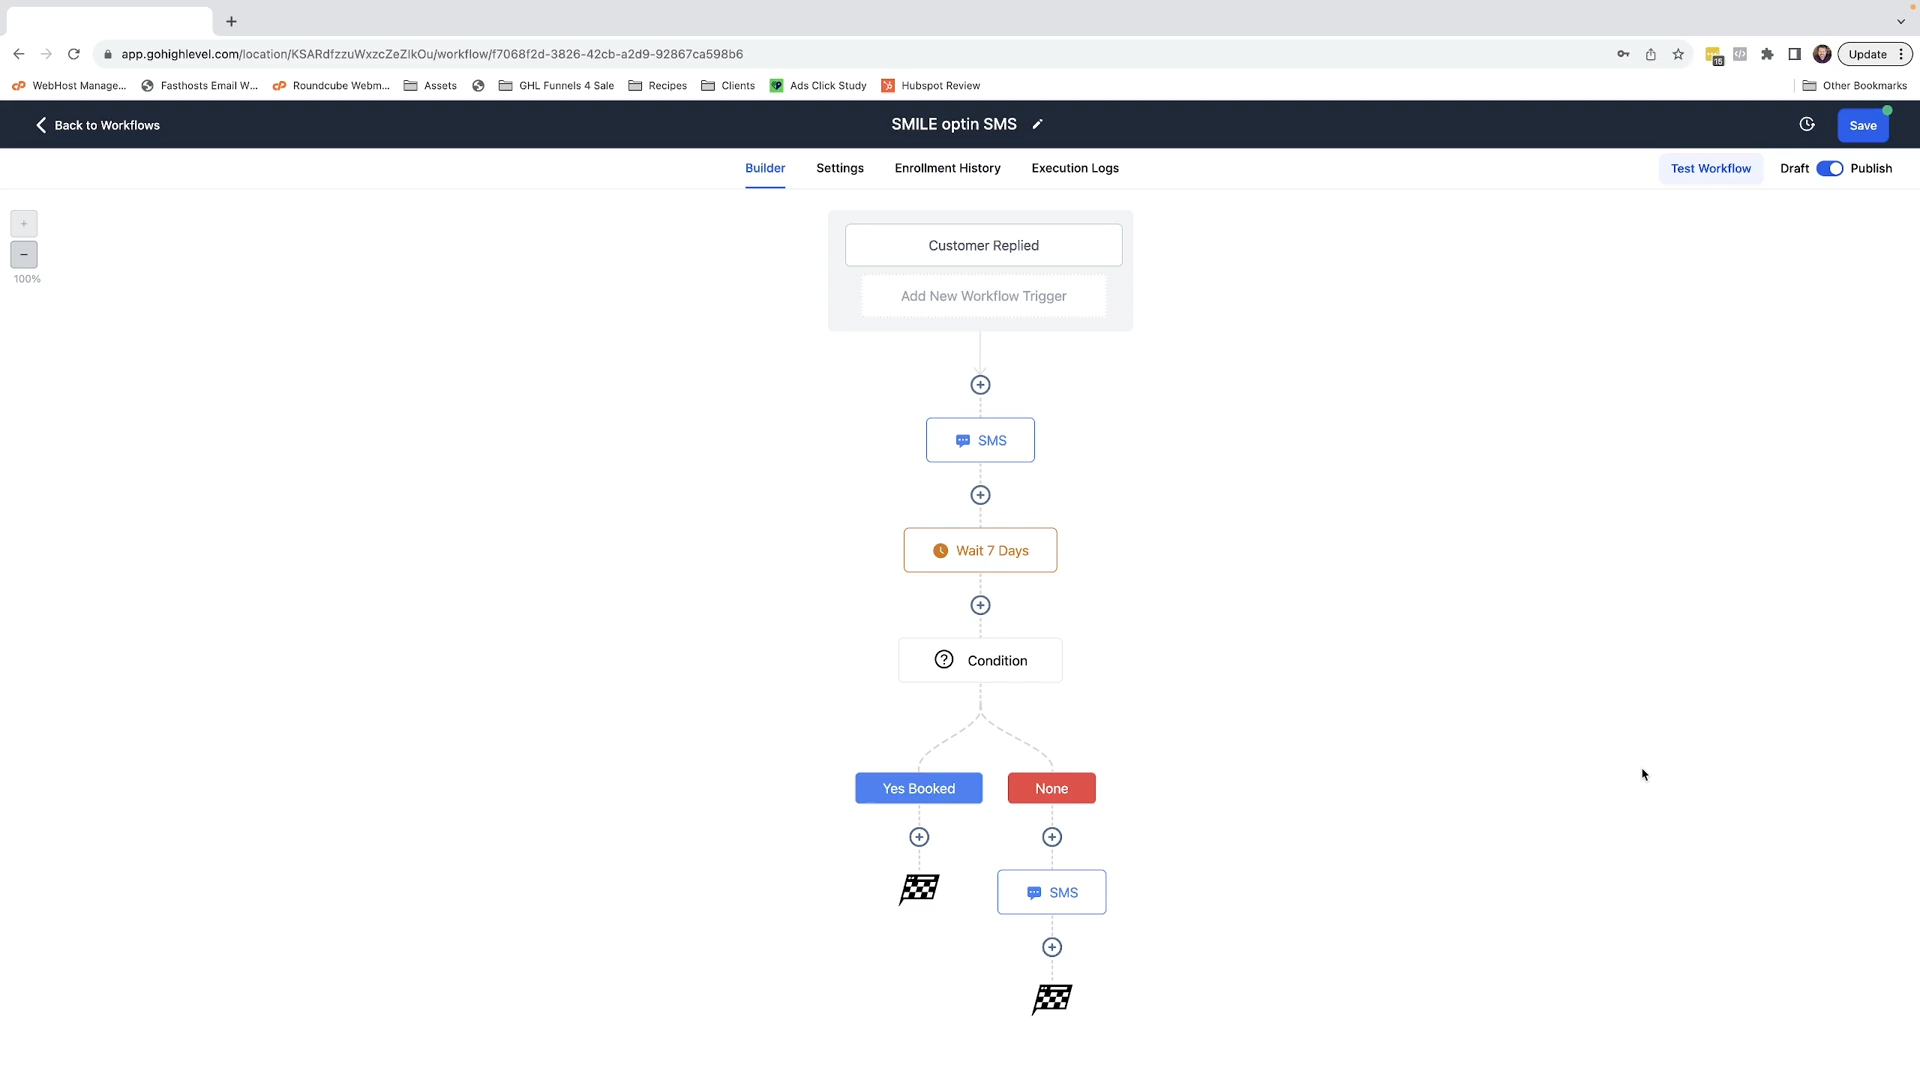 app.gohighlevel.com/location/KSARdfzzuWxzcZeZlkOu/workflow/f7068f2d-3826-42cb-a2d9-92867ca598b6
15
Update
WebHost Manage...
Fasthosts Email W...
Roundcube Webm...
Assets
GHL Funnels 4 Sale
Recipes
Clients
Ads Click Study
Hubspot Review
Other Bookmarks
Back to Workflows
SMILE optin SMS
Save
Builder
Settings
Enrollment History
Execution Logs
Test Workflow
Draft
Publish
+
−
100%
Customer Replied
Add New Workflow Trigger
SMS
Wait 7 Days
Condition
Yes Booked
None
SMS